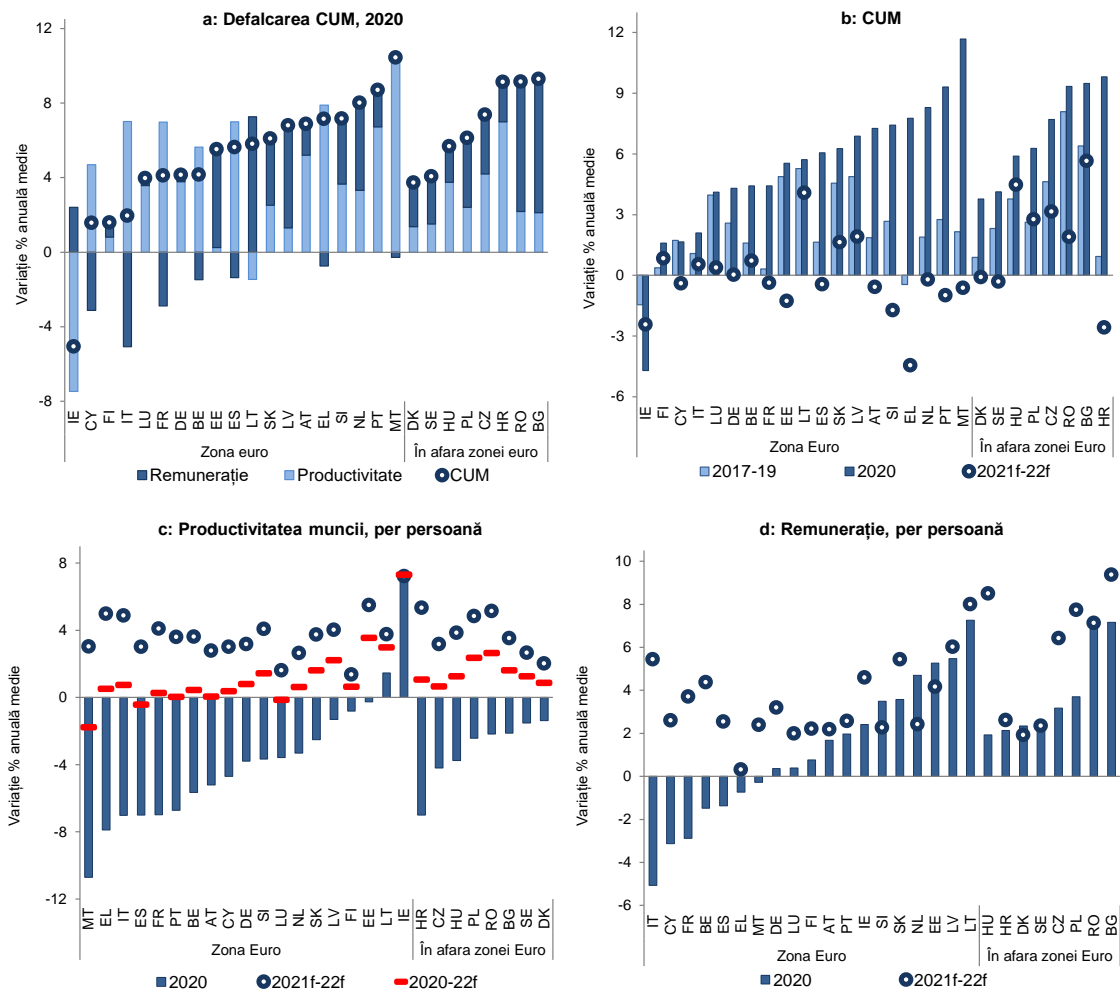 a: Defalcarea CUM, 2020
Variație % anuală medie
12
8
4
0
-4
-8
IE CY FI IT LU FR DE BE EE ES LT SK LV AT EL SI NL PT MT DK SE HU PL CZ HR RO BG
Zona euro În afara zonei euro
Remunerație Productivitate CUM
b: CUM
Variație % anuală medie
12
9
6
3
0
-3
-6
IE FI CY IT LU DE BE FR EE LT ES SK LV AT SI EL NL PT MT DK SE HU PL CZ RO BG HR
Zona Euro În afara zonei Euro
2017-19 2020 2021f-22f
c: Productivitatea muncii, per persoană
Variație % anuală medie
8
4
0
-4
-8
-12
MT EL IT ES FR PT BE AT CY DE SI LU NL SK LV FI EE LT IE HR CZ HU PL RO BG SE DK
Zona Euro În afara zonei Euro
2020 2021f-22f 2020-22f
d: Remunerație, per persoană
Variație % anuală medie
10
8
6
4
2
0
-2
-4
-6
IT CY FR BE ES EL MT DE LU FI AT PT IE SI SK NL EE LV LT HU HR DK SE CZ PL RO BG
Zona Euro În afara zonei Euro
2020 2021f-22f